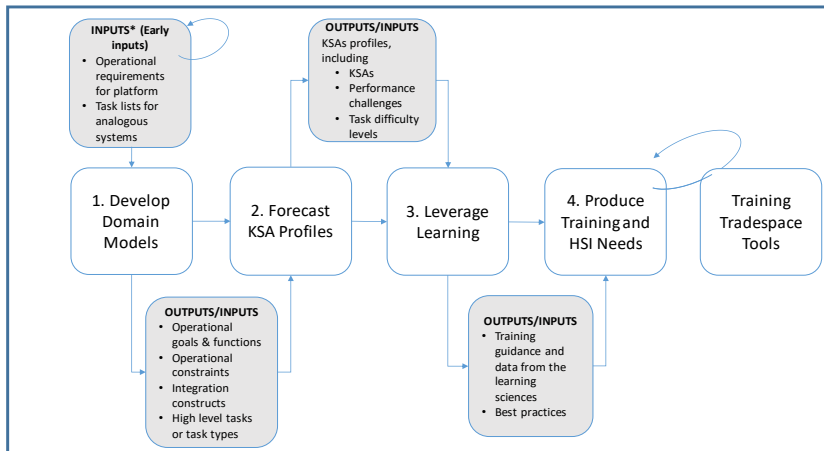 INPUTS* (Early
inputs)
• Operational
requirements
for platform
• Task lists for
analogous
systems
OUTPUTS/INPUTS
KSAs profiles,
including
• KSAs
• Performance
challenges
• Task difficulty
levels
1. Develop
Domain
Models
2. Forecast
KSA Profiles
3. Leverage
Learning
4. Produce
Training and
HSI Needs
Training
Tradespace
Tools
OUTPUTS/INPUTS
• Operational
goals & functions
• Operational
constraints
• Integration
constructs
• High level tasks
or task types
OUTPUTS/INPUTS
• Training
guidance and
data from the
learning
sciences
• Best practices